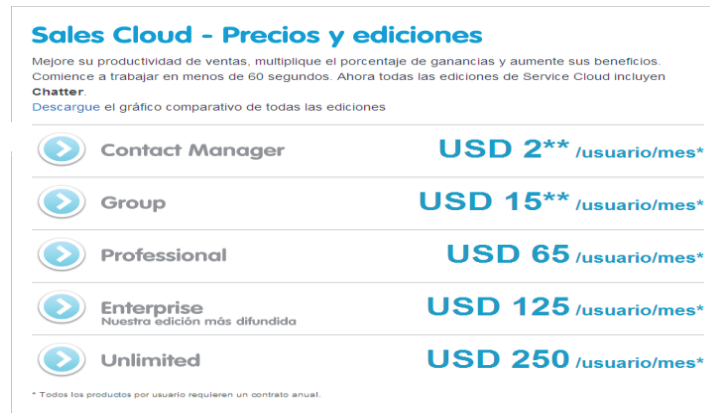 Sales Cloud - Precios y ediciones
Mejore su productividad de ventas, multiplique el porcentaje de ganancias y aumente sus beneficios.
Comience a trabajar en menos de 60 segundos. Ahora todas las ediciones de Service Cloud incluyen
Chatter.
Descargue el gráfico comparativo de todas las ediciones
Contact Manager USD 2** /usuario/mes*
Group USD 15** /usuario/mes*
Professional USD 65 /usuario/mes*
Enterprise USD 125 /usuario/mes*
Nuestra edición más difundida
Unlimited USD 250 /usuario/mes*
* Todos los productos por usuario requieren un contrato anual.